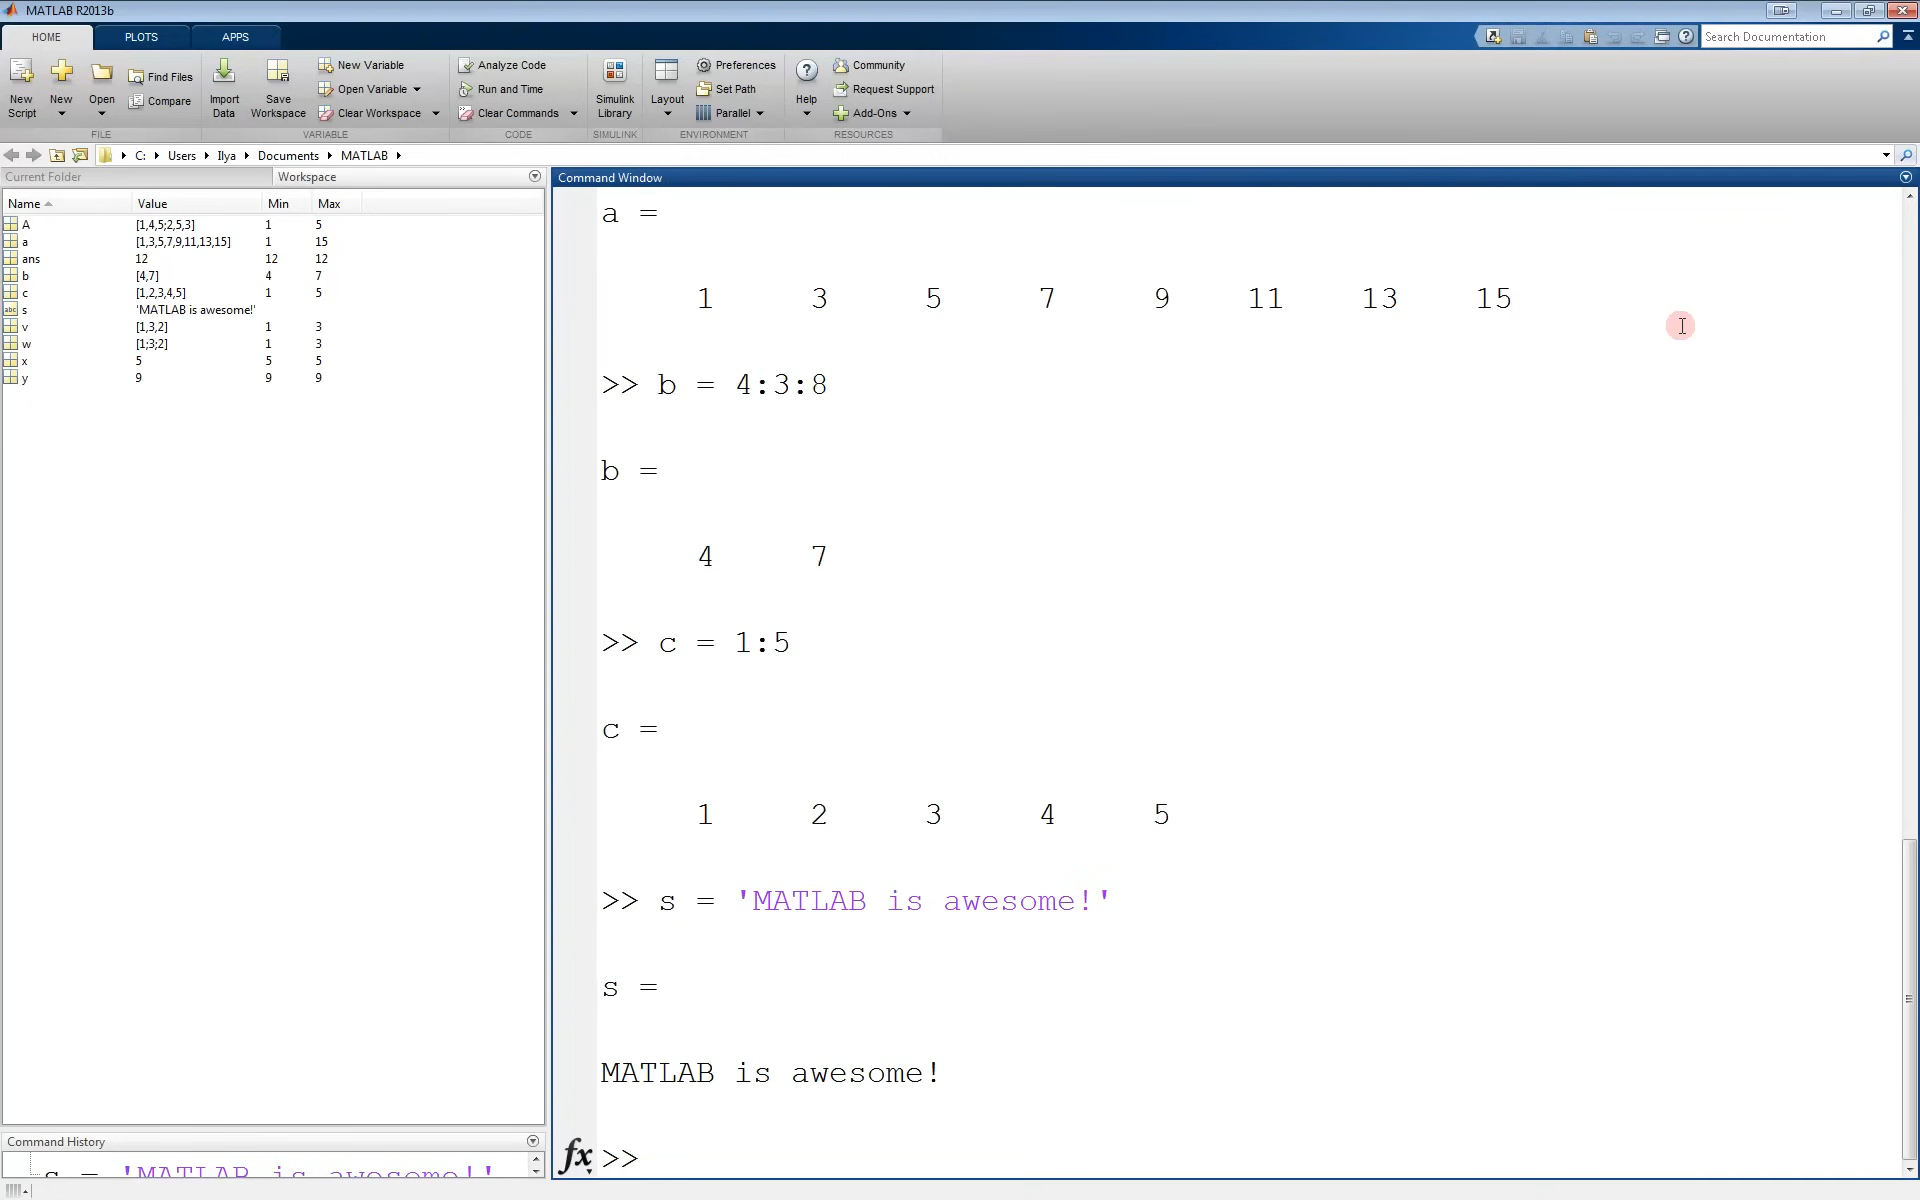 MATLAB R2013b
HOME PLOTS APPS
Search Documentation
New Script
New
Open
Find Files
Compare
FILE
Import Data
Save Workspace
New Variable
Open Variable
Clear Workspace
VARIABLE
Analyze Code
Run and Time
Clear Commands
CODE
Simulink Library
SIMULINK
Layout
Preferences
Set Path
Parallel
ENVIRONMENT
Help
Community
Request Support
Add-Ons
RESOURCES
C: Users Ilya Documents MATLAB
Current Folder Workspace
Name Value Min Max
A [1,4,5;2,5,3] 1 5
a [1,3,5,7,9,11,13,15] 1 15
ans 12 12 12
b [4,7] 4 7
c [1,2,3,4,5] 1 5
abc s 'MATLAB is awesome!'
v [1,3,2] 1 3
w [1;3;2] 1 3
x 5 5 5
y 9 9 9
Command History
s = 'MATLAB is awesome!'
Command Window
a =
1 3 5 7 9 11 13 15
>> b = 4:3:8
b =
4 7
>> c = 1:5
c =
1 2 3 4 5
>> s = 'MATLAB is awesome!'
s =
MATLAB is awesome!
fx >>